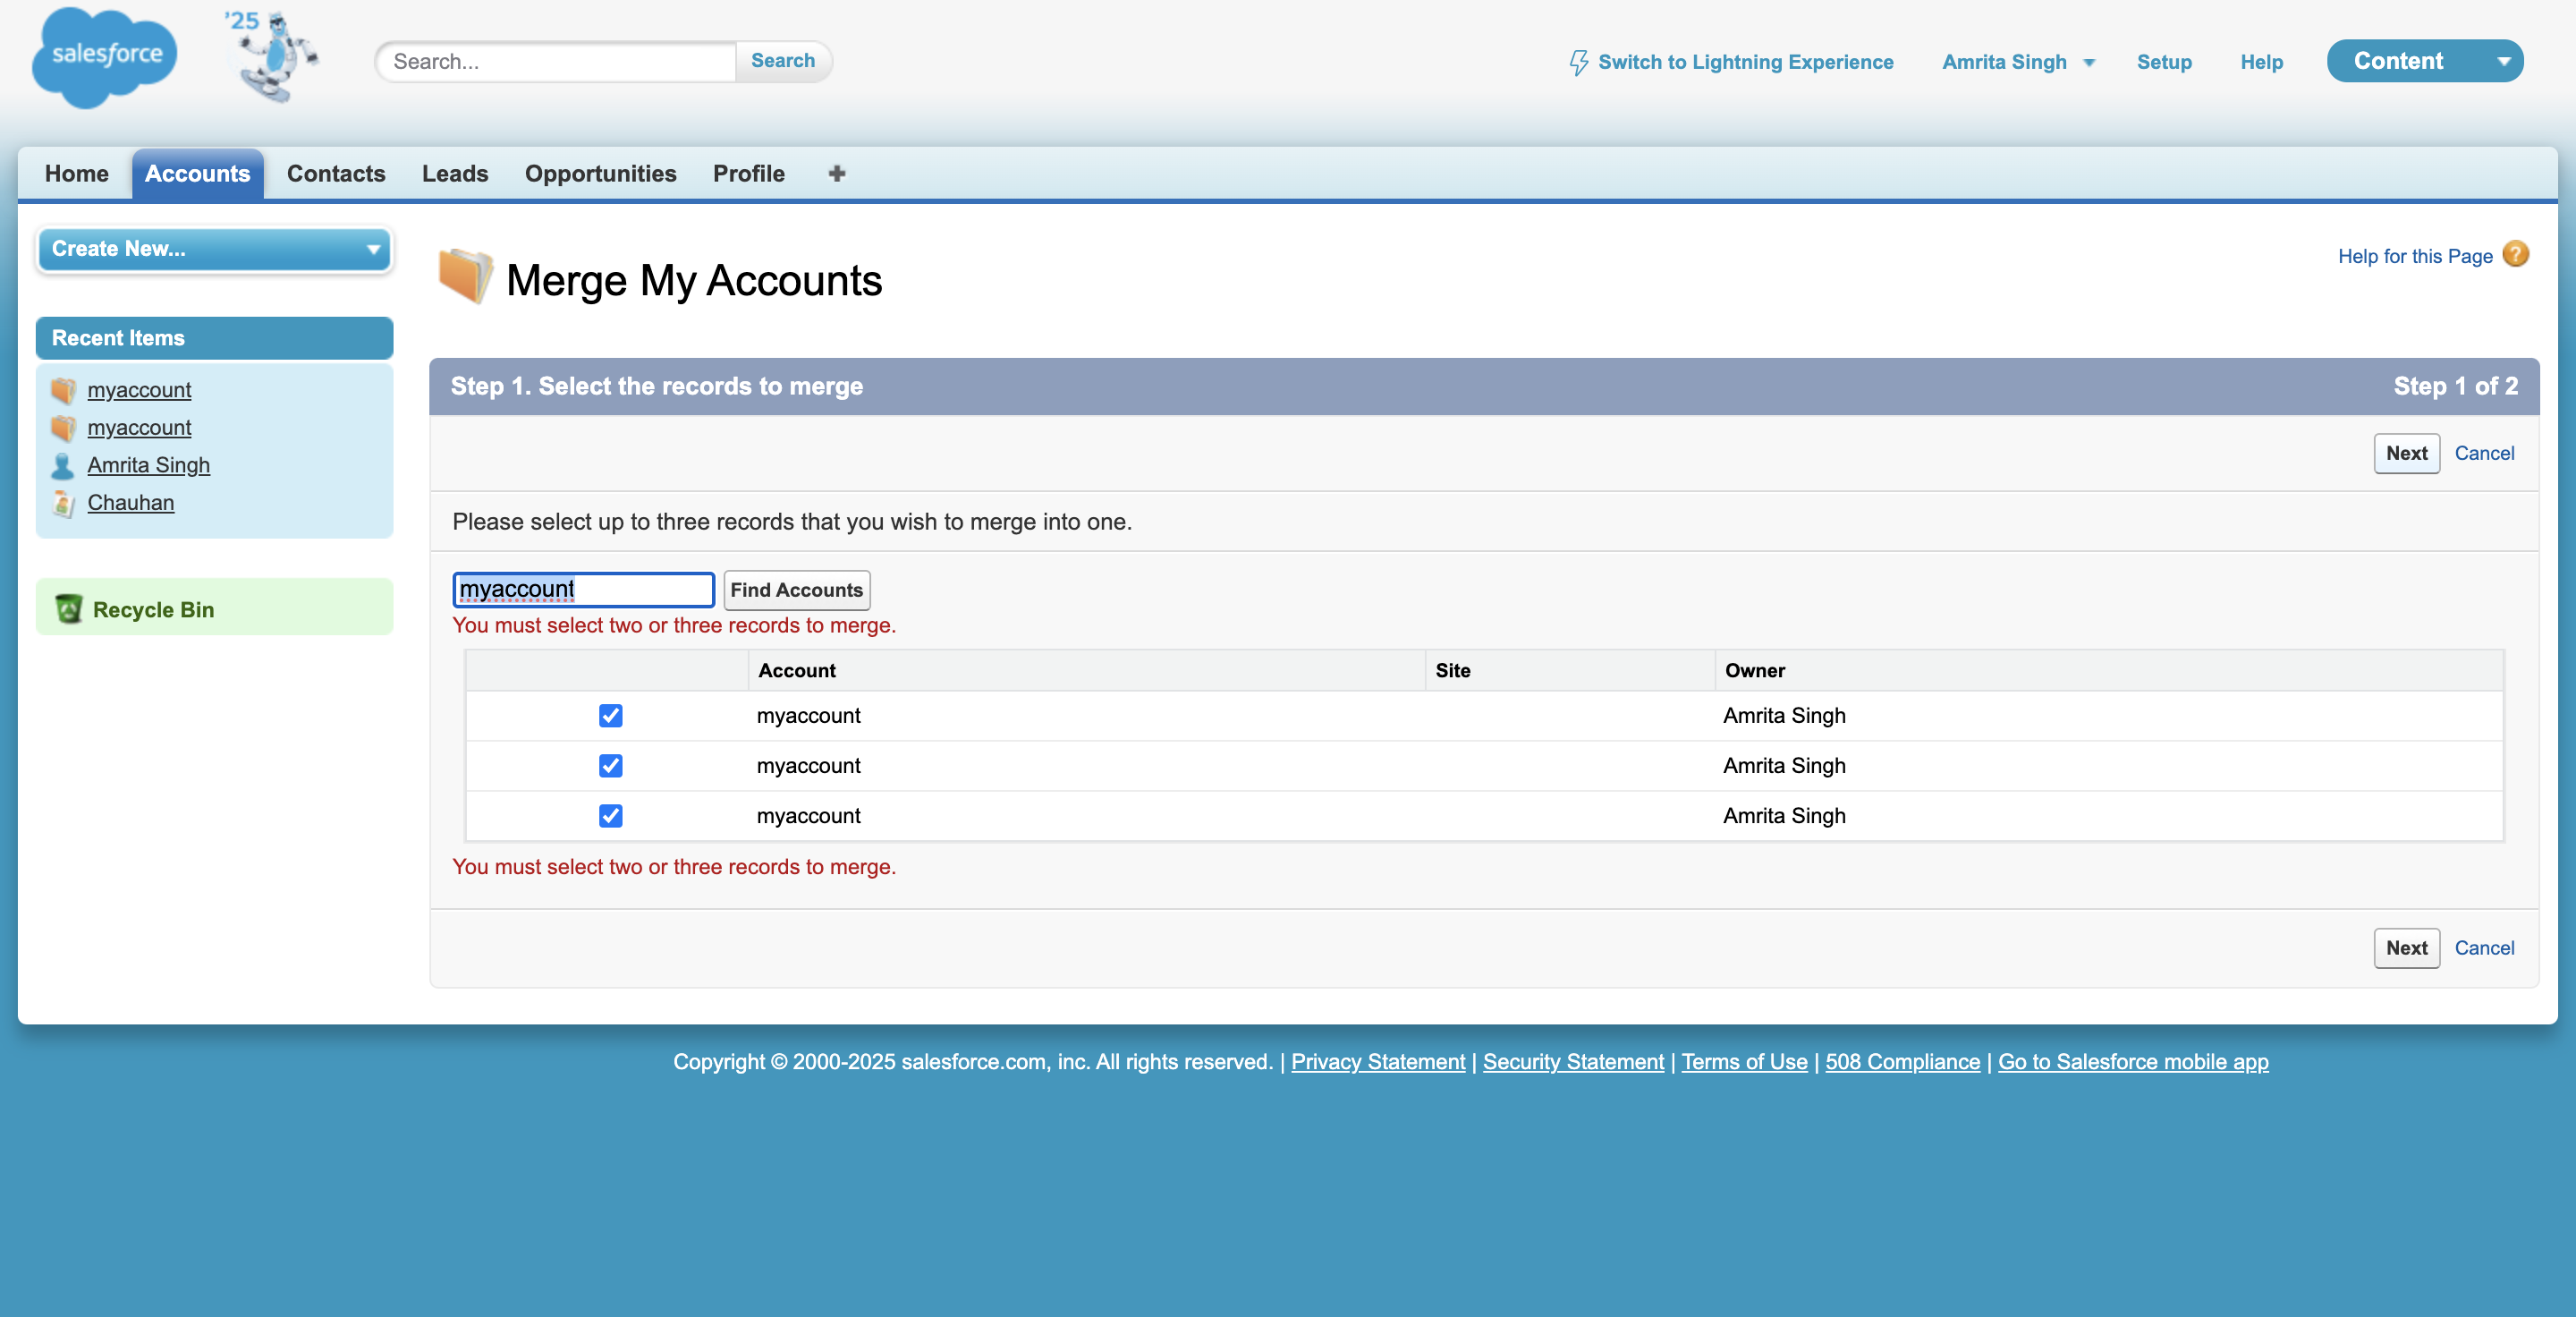 salesforce
'25
Search...
Search
Switch to Lightning Experience
Amrita Singh
Setup
Help
Content
Home
Accounts
Contacts
Leads
Opportunities
Profile
Create New...
Recent Items
myaccount
myaccount
Amrita Singh
Chauhan
Recycle Bin
Merge My Accounts
Help for this Page
Step 1. Select the records to merge
Step 1 of 2
Next
Cancel
Please select up to three records that you wish to merge into one.
myaccount
Find Accounts
You must select two or three records to merge.
Account Site Owner
myaccount Amrita Singh
myaccount Amrita Singh
myaccount Amrita Singh
You must select two or three records to merge.
Next
Cancel
Copyright © 2000-2025 salesforce.com, inc. All rights reserved. | Privacy Statement | Security Statement | Terms of Use | 508 Compliance | Go to Salesforce mobile app